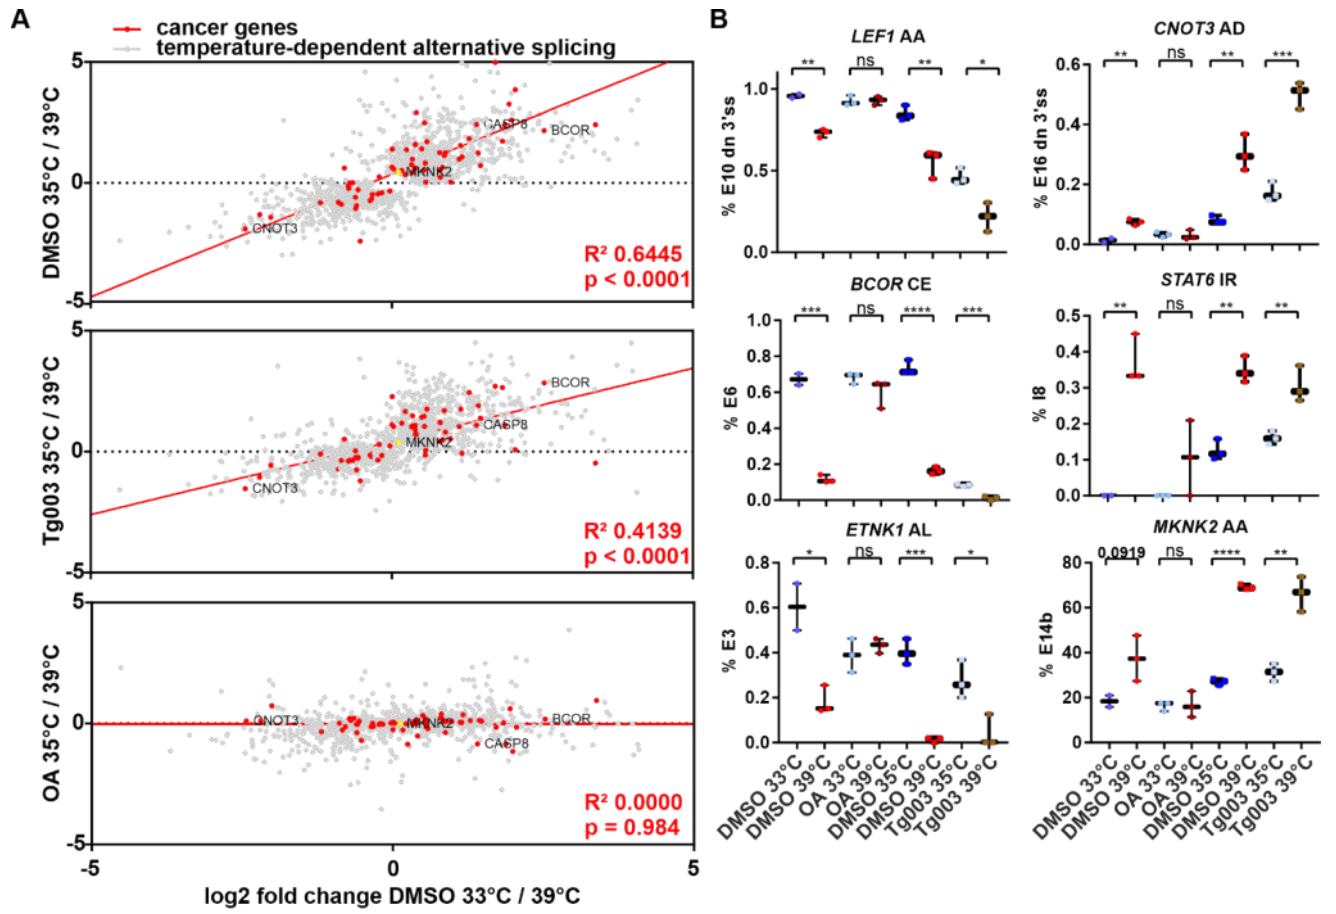 A
cancer genes
temperature-dependent alternative splicing
DMSO 35°C / 39°C
5
0
-5
CASP8
BCOR
MKNK2
CNOT3
R² 0.6445
p < 0.0001
Tg003 35°C / 39°C
5
0
-5
BCOR
CASP8
MKNK2
CNOT3
R² 0.4139
p < 0.0001
OA 35°C / 39°C
5
0
-5
CNOT3
MKNK2
BCOR
CASP8
R² 0.0000
p = 0.984
-5
0
5
log2 fold change DMSO 33°C / 39°C
B
LEF1 AA
** ns ** *
% E10 dn 3'ss
1.0
0.5
0.0
CNOT3 AD
** ns ** ***
% E16 dn 3'ss
0.6
0.4
0.2
0.0
BCOR CE
*** ns **** ***
% E6
0.8
0.6
0.4
0.2
0.0
STAT6 IR
** ns ** **
% I8
0.5
0.4
0.3
0.2
0.1
0.0
ETNK1 AL
* ns *** *
% E3
0.8
0.6
0.4
0.2
0.0
DMSO 33°C
DMSO 39°C
OA 33°C
OA 39°C
DMSO 35°C
DMSO 39°C
Tg003 35°C
Tg003 39°C
MKNK2 AA
0.0919 ns **** **
% E14b
80
60
40
20
0
DMSO 33°C
DMSO 39°C
OA 33°C
OA 39°C
DMSO 35°C
DMSO 39°C
Tg003 35°C
Tg003 39°C